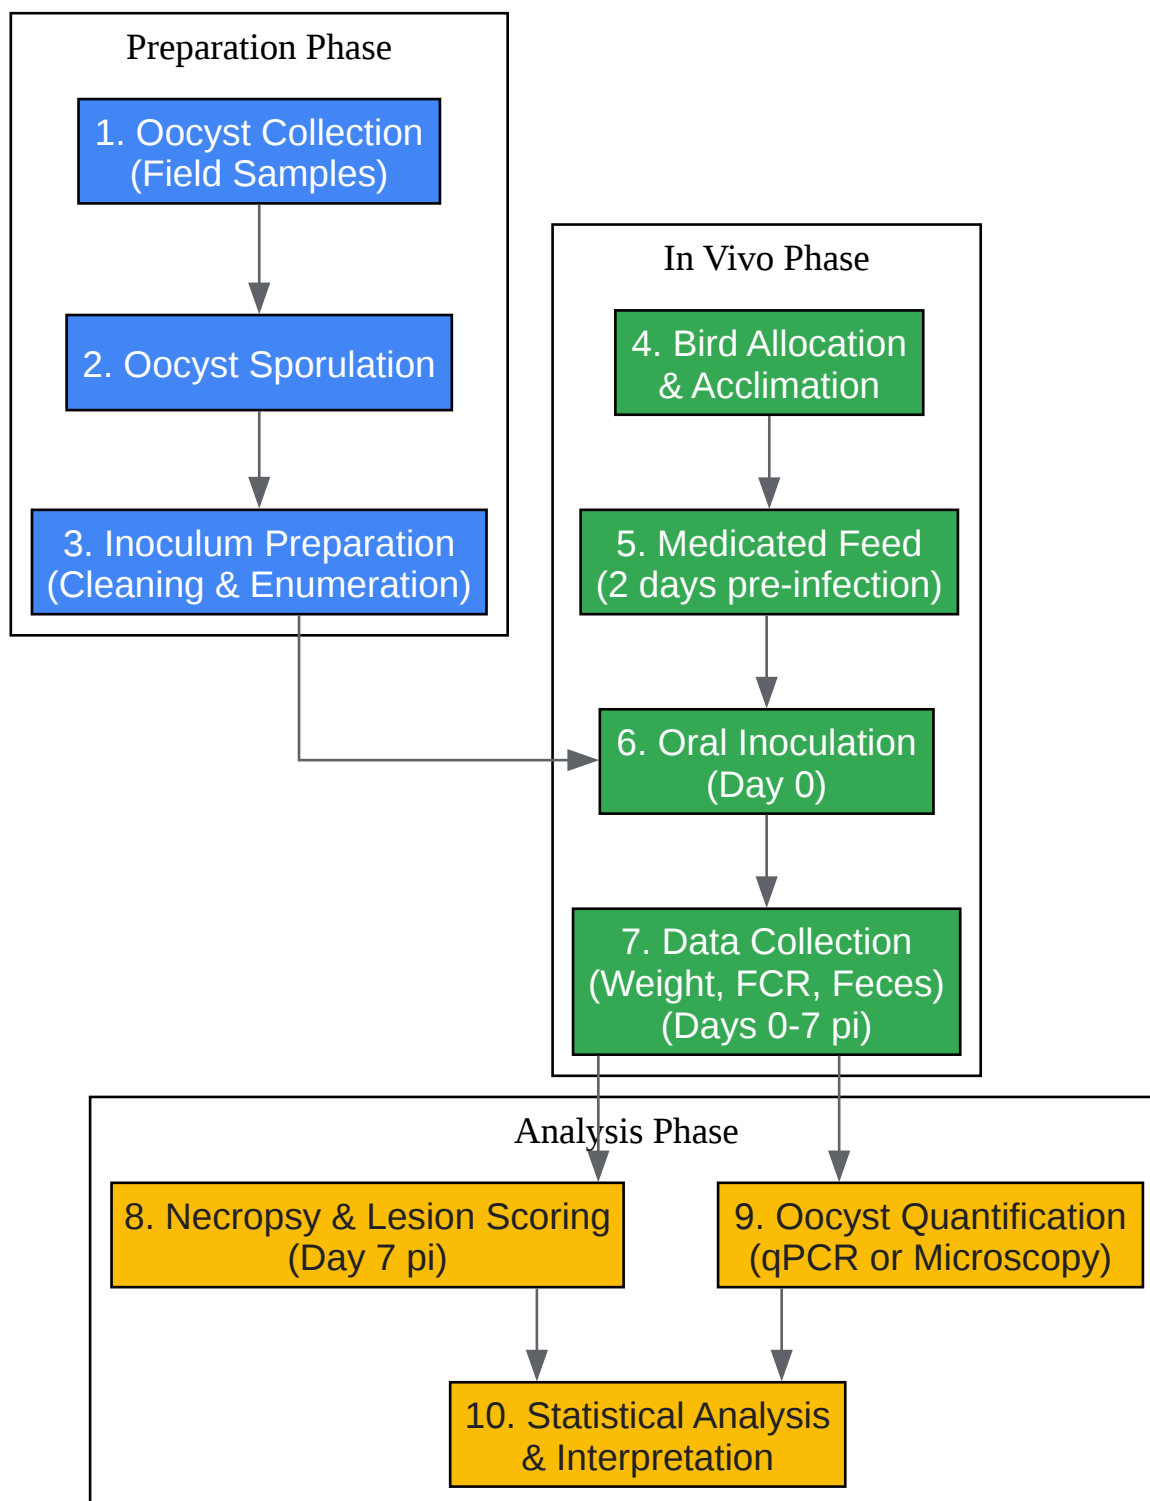 Preparation Phase
1. Oocyst Collection
(Field Samples)
2. Oocyst Sporulation
3. Inoculum Preparation
(Cleaning & Enumeration)
In Vivo Phase
4. Bird Allocation
& Acclimation
5. Medicated Feed
(2 days pre-infection)
6. Oral Inoculation
(Day 0)
7. Data Collection
(Weight, FCR, Feces)
(Days 0-7 pi)
Analysis Phase
8. Necropsy & Lesion Scoring
(Day 7 pi)
9. Oocyst Quantification
(qPCR or Microscopy)
10. Statistical Analysis
& Interpretation